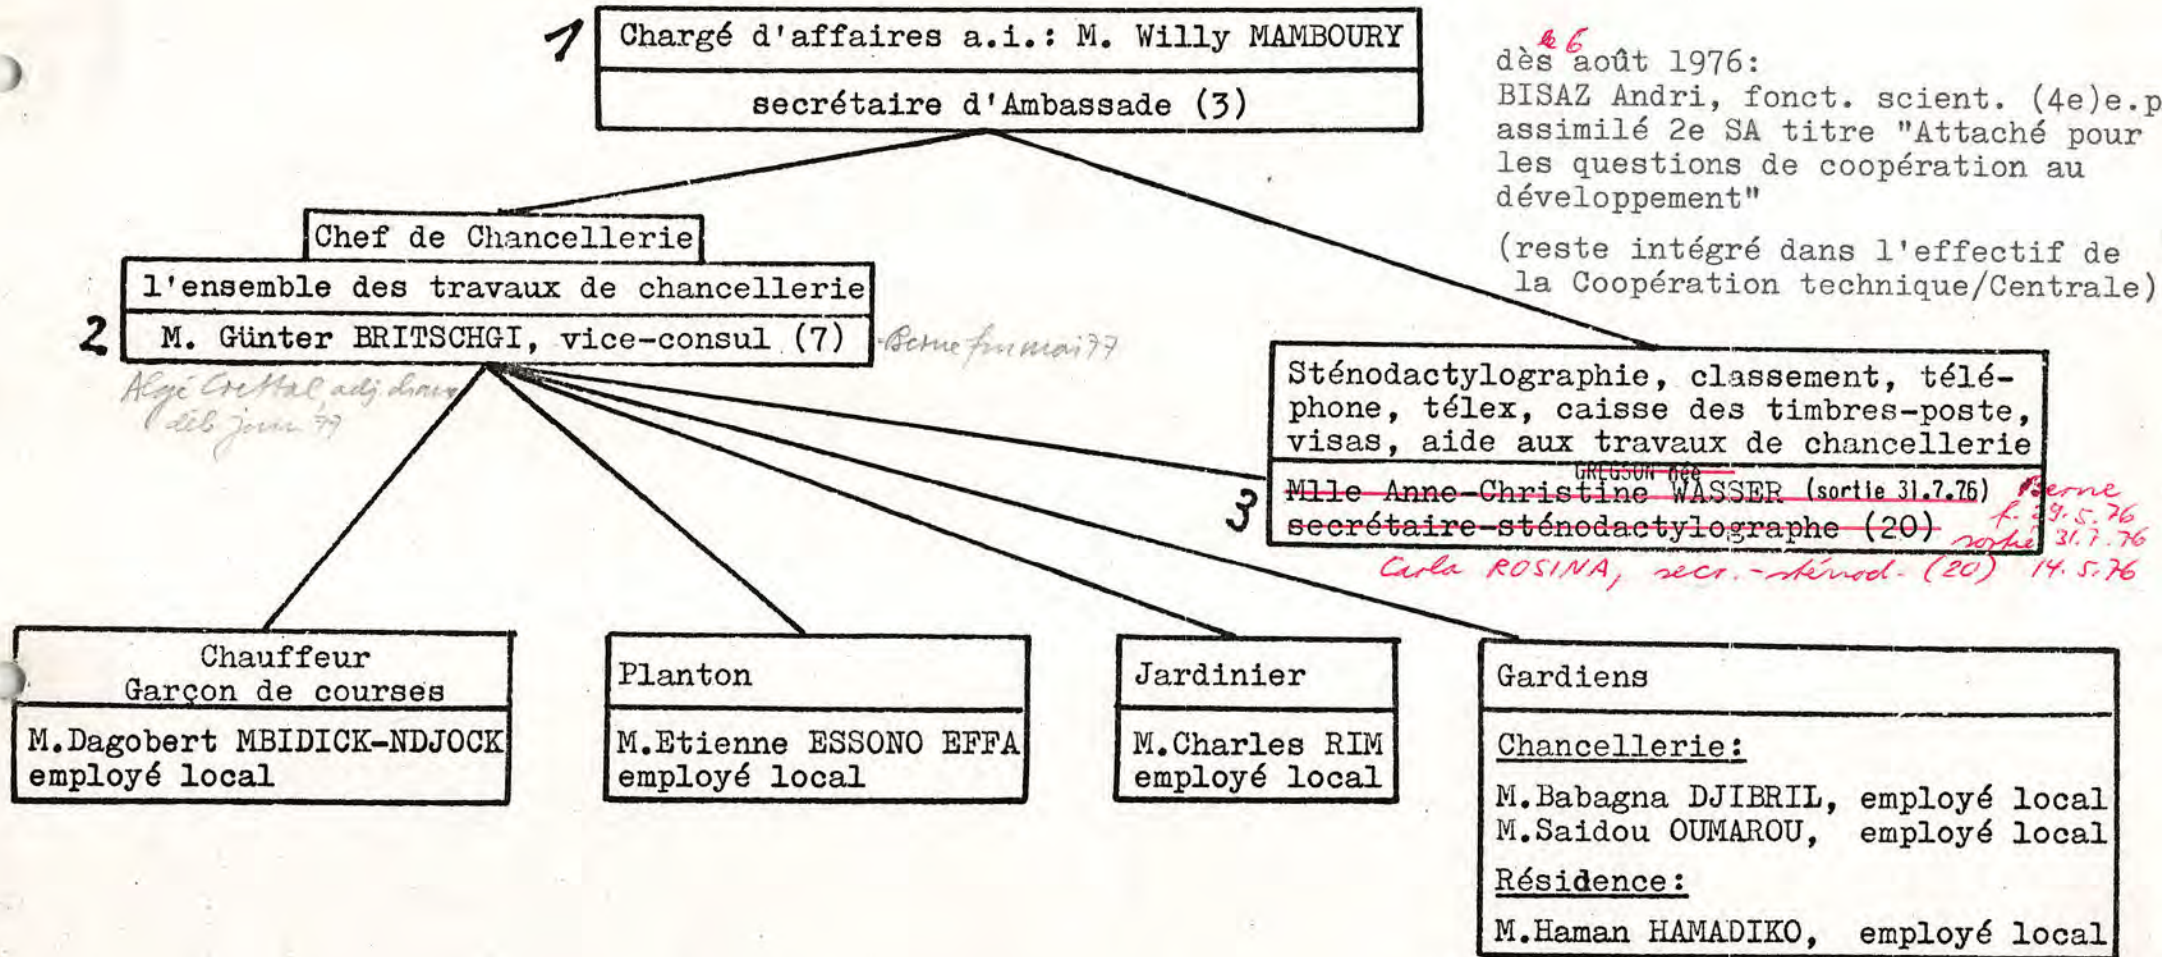 1
Chargé d'affaires a.i.: M. Willy MAMBOURY
secrétaire d'Ambassade (3)
le 6
dès août 1976:
BISAZ Andri, fonct. scient. (4e)e.p
assimilé 2e SA titre "Attaché pour
les questions de coopération au
développement"
(reste intégré dans l'effectif de
la Coopération technique/Centrale)
Chef de Chancellerie
l'ensemble des travaux de chancellerie
2
M. Günter BRITSCHGI, vice-consul (7)
Berne fin mai 77
adj
déb juin 77
Sténodactylographie, classement, télé-
phone, télex, caisse des timbres-poste,
visas, aide aux travaux de chancellerie
GREGSON née
3
Mlle Anne-Christine WASSER (sortie 31.7.76)
secrétaire-sténodactylographe (20)
Berne
f. 29.5.76
sortie 31.7.76
Carla ROSINA, secr.-sténod. (20) 14.5.76
Chauffeur
Garçon de courses
M.Dagobert MBIDICK-NDJOCK
employé local
Planton
M.Etienne ESSONO EFFA
employé local
Jardinier
M.Charles RIM
employé local
Gardiens
Chancellerie:
M.Babagna DJIBRIL, employé local
M.Saidou OUMAROU, employé local
Résidence:
M.Haman HAMADIKO, employé local